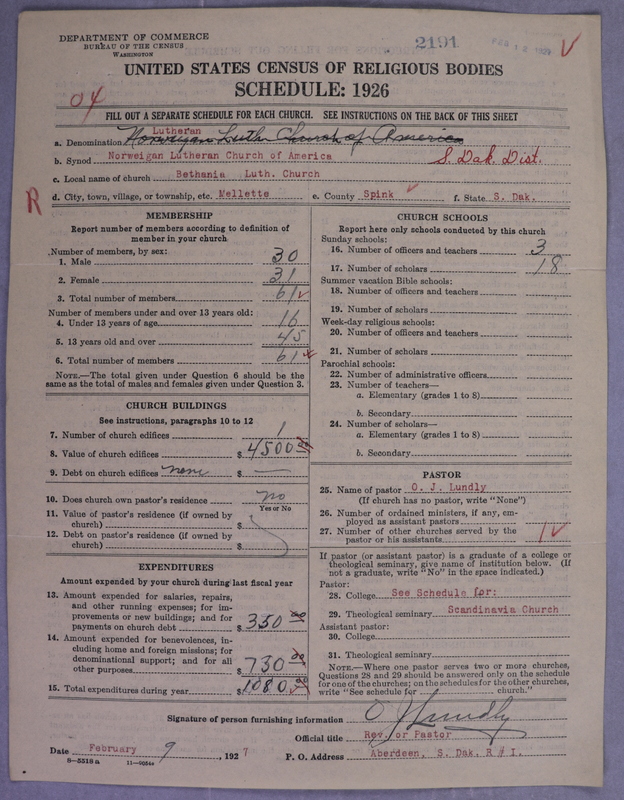 DEPARTMENT OF COMMERCE
BUREAU OF THE CENSUS
WASHINGTON
2191
FEB 12 1927
UNITED STATES CENSUS OF RELIGIOUS BODIES
SCHEDULE: 1926
04
FILL OUT A SEPARATE SCHEDULE FOR EACH CHURCH. SEE INSTRUCTIONS ON THE BACK OF THIS SHEET
Lutheran
a. Denomination Norweigan Luth Church of America
b. Synod Norweigan Lutheran Church of America S. Dak. Dist.
c. Local name of church Bethania Luth. Church
R
d. City, town, village, or township, etc. Mellette e. County Spink f. State S. Dak.
MEMBERSHIP
Report number of members according to definition of
member in your church
Number of members, by sex:
1. Male 30
2. Female 31
3. Total number of members 61
Number of members under and over 13 years old:
4. Under 13 years of age 16
5. 13 years old and over 45
6. Total number of members 61
NOTE.—The total given under Question 6 should be the
same as the total of males and females given under Question 3.
CHURCH BUILDINGS
See instructions, paragraphs 10 to 12
7. Number of church edifices 1
8. Value of church edifices $ 4500 00
9. Debt on church edifices none $ —
10. Does church own pastor's residence No
Yes or No
11. Value of pastor's residence (if owned by
church) $
12. Debt on pastor's residence (if owned by
church) $
EXPENDITURES
Amount expended by your church during last fiscal year
13. Amount expended for salaries, repairs,
and other running expenses; for im-
provements or new buildings; and for
payments on church debt $ 350 00
14. Amount expended for benevolences, in-
cluding home and foreign missions; for
denominational support; and for all
other purposes $ 730 00
15. Total expenditures during year $ 1080 00
CHURCH SCHOOLS
Report here only schools conducted by this church
Sunday schools:
16. Number of officers and teachers 3
17. Number of scholars 18
Summer vacation Bible schools:
18. Number of officers and teachers
19. Number of scholars
Week-day religious schools:
20. Number of officers and teachers
21. Number of scholars
Parochial schools:
22. Number of administrative officers
23. Number of teachers—
a. Elementary (grades 1 to 8)
b. Secondary
24. Number of scholars—
a. Elementary (grades 1 to 8)
b. Secondary
PASTOR
25. Name of pastor O. J. Lundly
(If church has no pastor, write "None")
26. Number of ordained ministers, if any, em-
ployed as assistant pastors
27. Number of other churches served by the
pastor or his assistants 1
If pastor (or assistant pastor) is a graduate of a college or
theological seminary, give name of institution below. (If
not a graduate, write "No" in the space indicated.)
Pastor:
28. College See Schedule for:
29. Theological seminary Scandinavia Church
Assistant pastor:
30. College
31. Theological seminary
NOTE.—Where one pastor serves two or more churches,
Questions 28 and 29 should be answered only on the schedule
for one of the churches; on the schedules for the other churches,
write "See schedule for church."
Signature of person furnishing information O J Lundly
Official title Rev. or Pastor
Date February 9, 1927 P. O. Address Aberdeen, S. Dak. R # I.
8—5518a 11—9054a